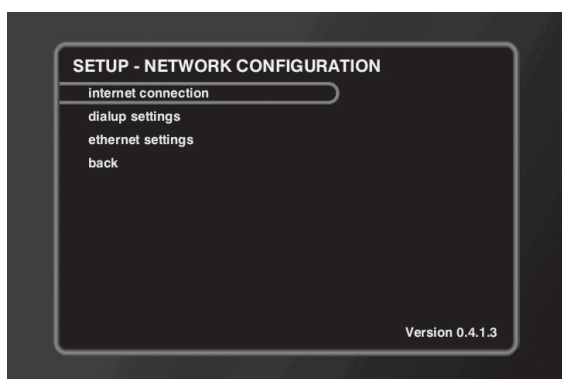 SETUP - NETWORK CONFIGURATION
internet connection
dialup settings
ethernet settings
back
Version 0.4.1.3